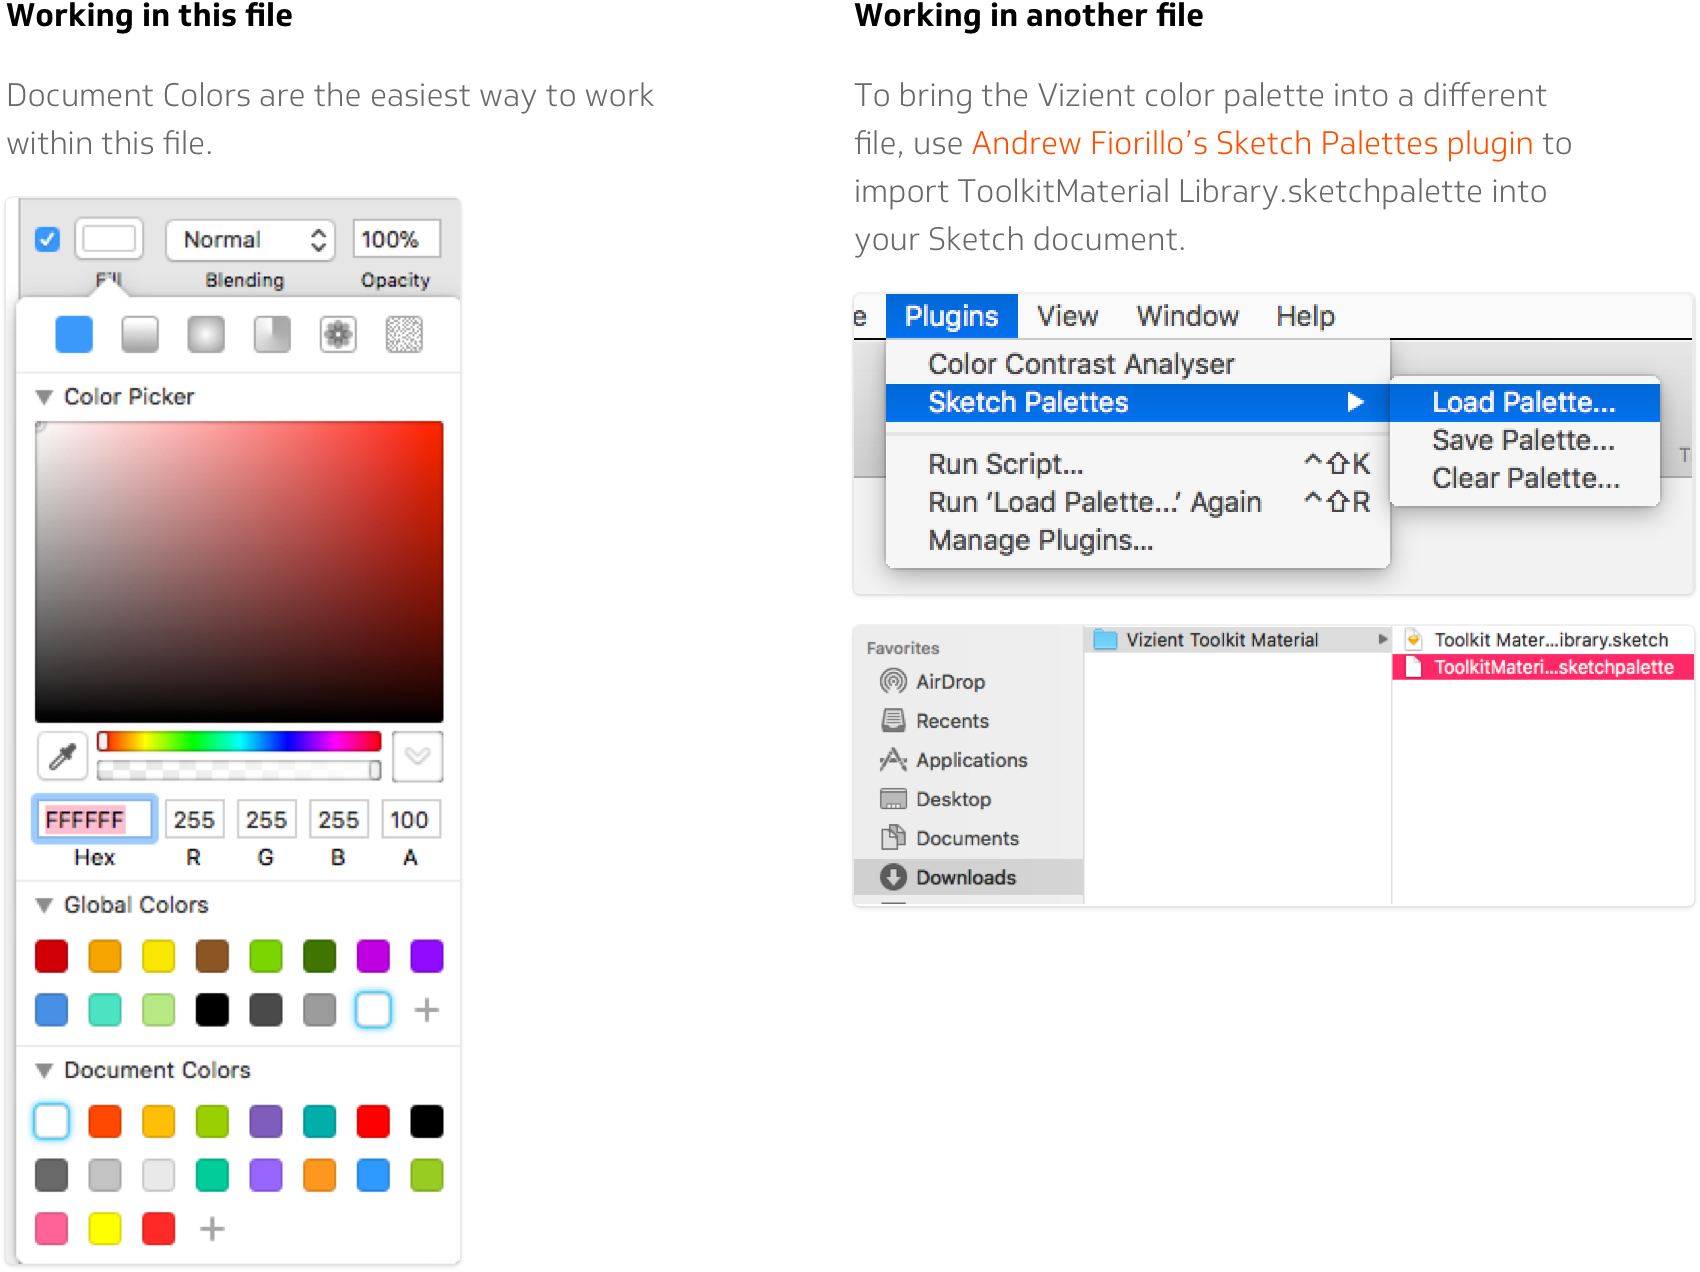 Working in this file
Document Colors are the easiest way to work
within this file.
Normal
100%
Fill
Blending
Opacity
Color Picker
FFFFFF
255
255
255
100
Hex
R
G
B
A
Global Colors
Document Colors
Working in another file
To bring the Vizient color palette into a different
file, use Andrew Fiorillo’s Sketch Palettes plugin to
import ToolkitMaterial Library.sketchpalette into
your Sketch document.
e Plugins View Window Help
Color Contrast Analyser
Sketch Palettes
Load Palette...
Save Palette...
Clear Palette...
Run Script... ^⇧K
Run ‘Load Palette...’ Again ^⇧R
Manage Plugins...
T
Favorites
AirDrop
Recents
Applications
Desktop
Documents
Downloads
Vizient Toolkit Material
Toolkit Mater...ibrary.sketch
ToolkitMateri...sketchpalette